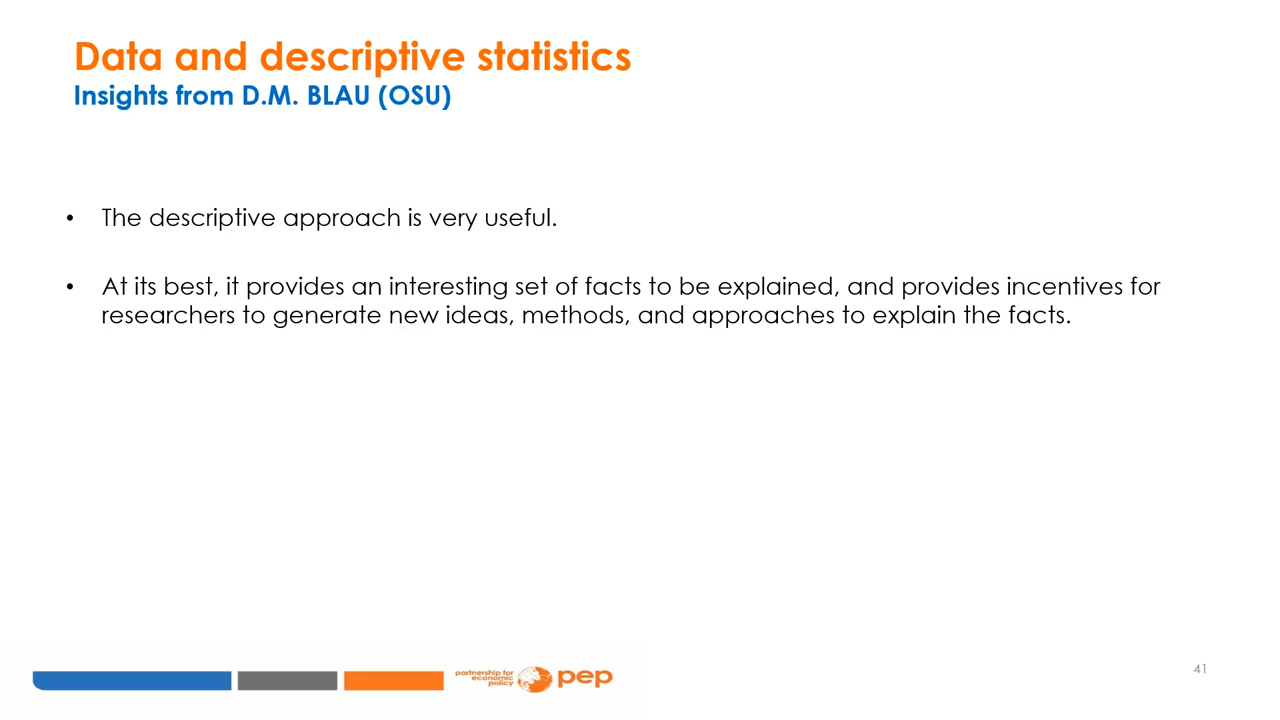 Data and descriptive statistics
Insights from D.M. BLAU (OSU)
• The descriptive approach is very useful.
• At its best, it provides an interesting set of facts to be explained, and provides incentives for
researchers to generate new ideas, methods, and approaches to explain the facts.
partnership for
economic
policy
pep
41